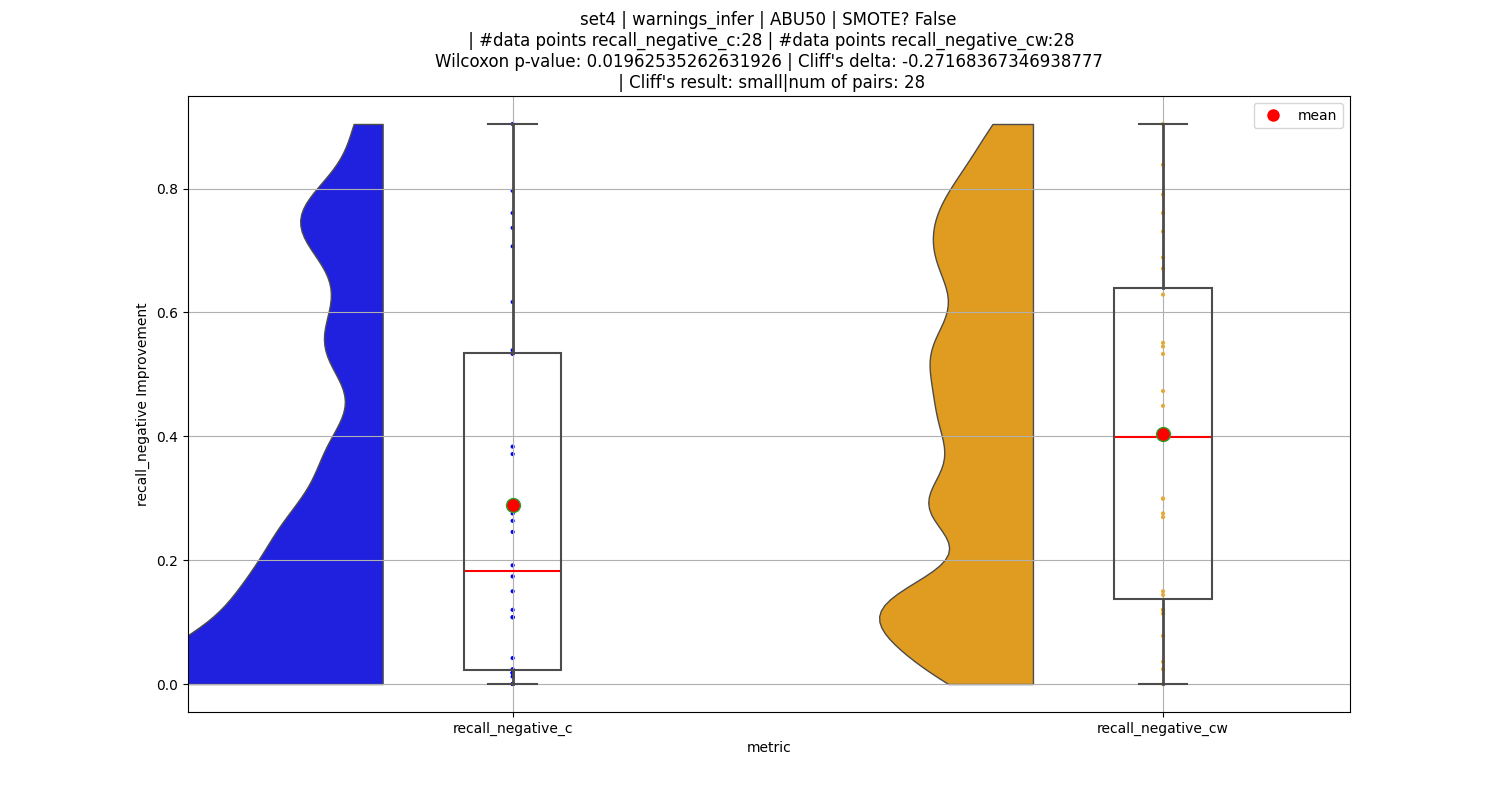 set4 | warnings_infer | ABU50 | SMOTE? False
| #data points recall_negative_c:28 | #data points recall_negative_cw:28
Wilcoxon p-value: 0.01962535262631926 | Cliff's delta: -0.27168367346938777
| Cliff's result: small|num of pairs: 28
mean
0.8
0.6
0.4
0.2
0.0
recall_negative Improvement
recall_negative_c
recall_negative_cw
metric